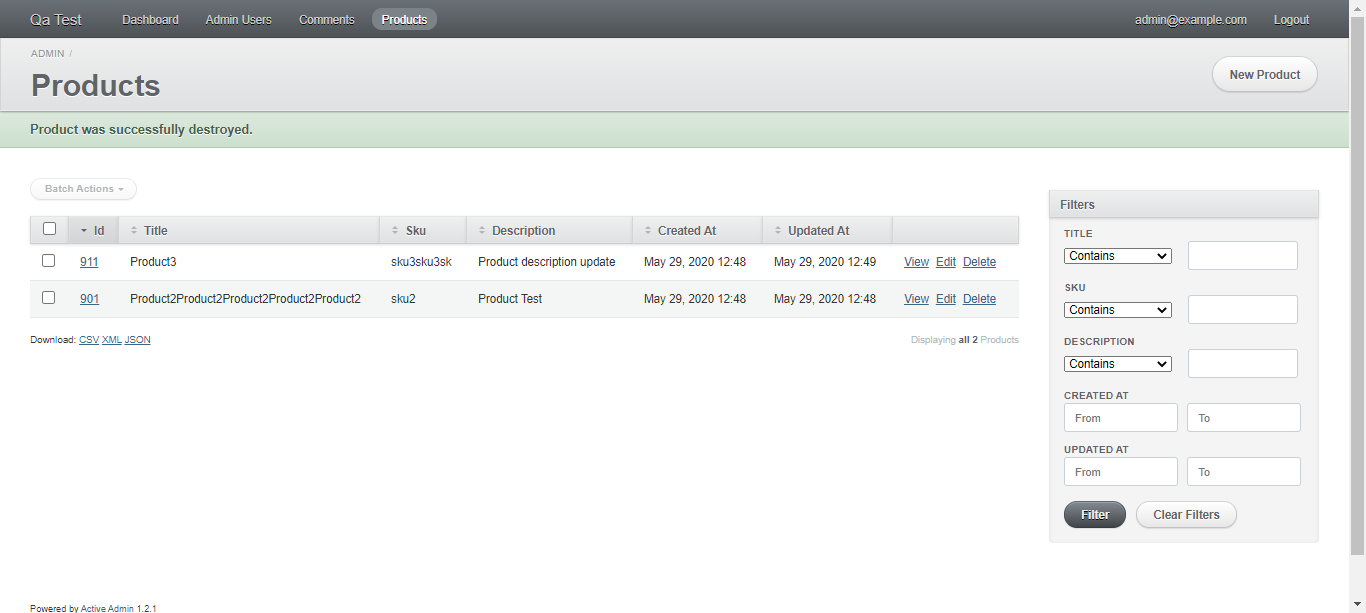 Qa Test Dashboard Admin Users Comments Products admin@example.com Logout
ADMIN /
Products
New Product
Product was successfully destroyed.
Batch Actions
Id Title Sku Description Created At Updated At
911 Product3 sku3sku3sk Product description update May 29, 2020 12:48 May 29, 2020 12:49 View Edit Delete
901 Product2Product2Product2Product2Product2 sku2 Product Test May 29, 2020 12:48 May 29, 2020 12:48 View Edit Delete
Download: CSV XML JSON
Displaying all 2 Products
Filters
TITLE
Contains
SKU
Contains
DESCRIPTION
Contains
CREATED AT
From To
UPDATED AT
From To
Filter Clear Filters
Powered by Active Admin 1.2.1